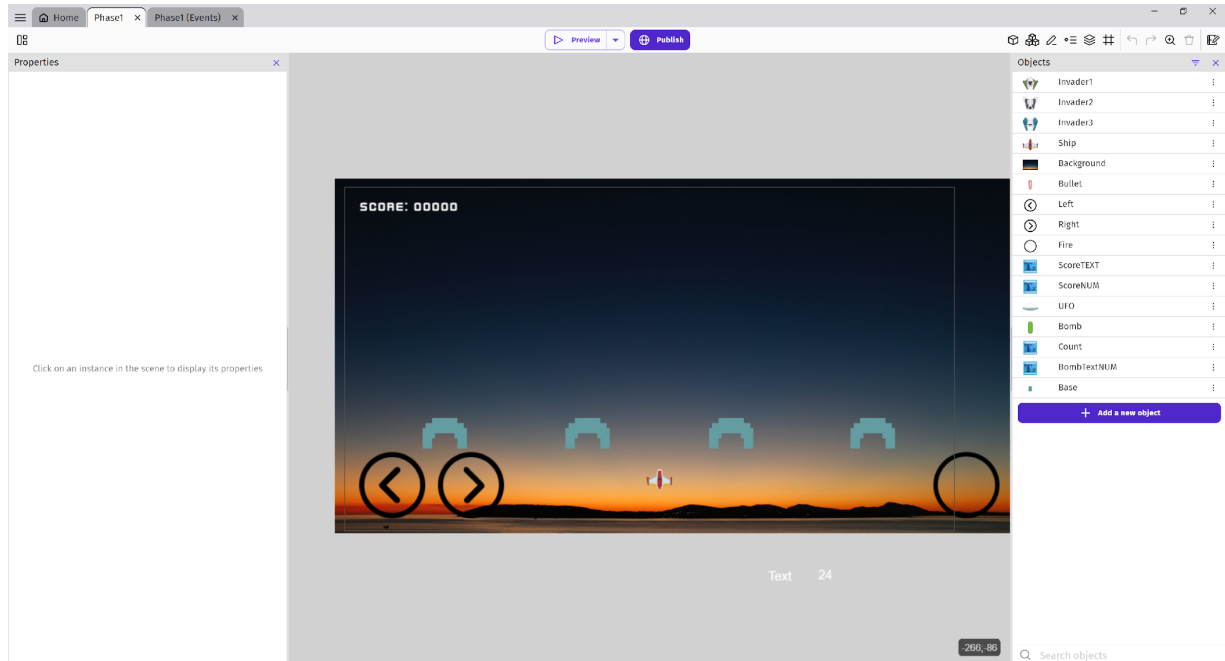 Home
Phase1
Phase1 (Events)
Preview
Publish
Properties
Click on an instance in the scene to display its properties
SCORE: 00000
Text
24
-266;-86
Objects
Invader1
Invader2
Invader3
Ship
Background
Bullet
Left
Right
Fire
ScoreTEXT
ScoreNUM
UFO
Bomb
Count
BombTextNUM
Base
Add a new object
Search objects